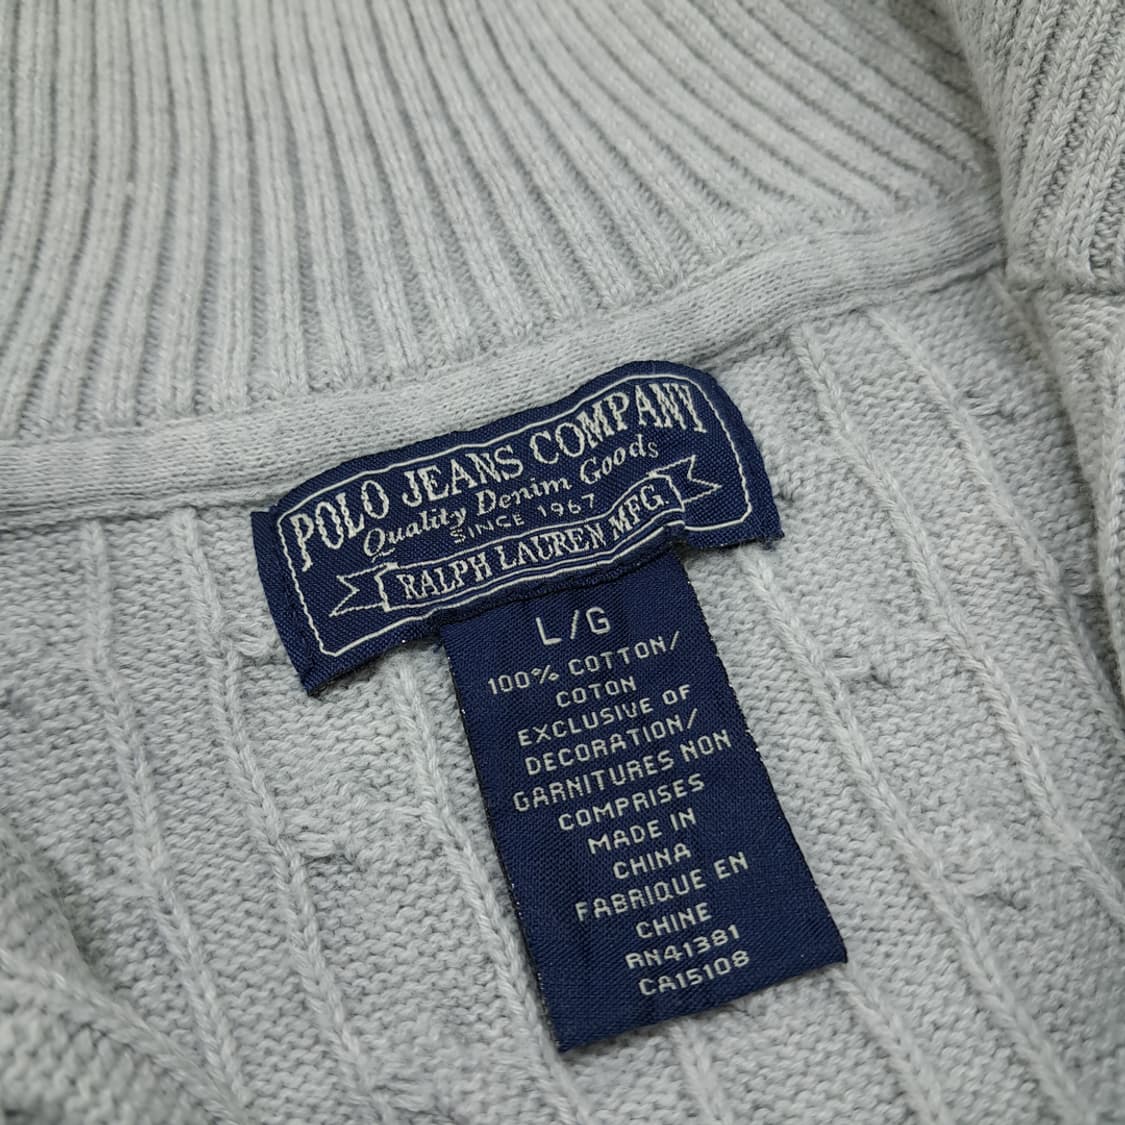 POLO JEANS COMPANY
Quality Denim Goods
SINCE 1967
RALPH LAUREN MFG.
L/G
100% COTTON/
COTON
EXCLUSIVE OF
DECORATION/
GARNITURES NON
COMPRISES
MADE IN
CHINA
FABRIQUE EN
CHINE
RN41381
CA15108